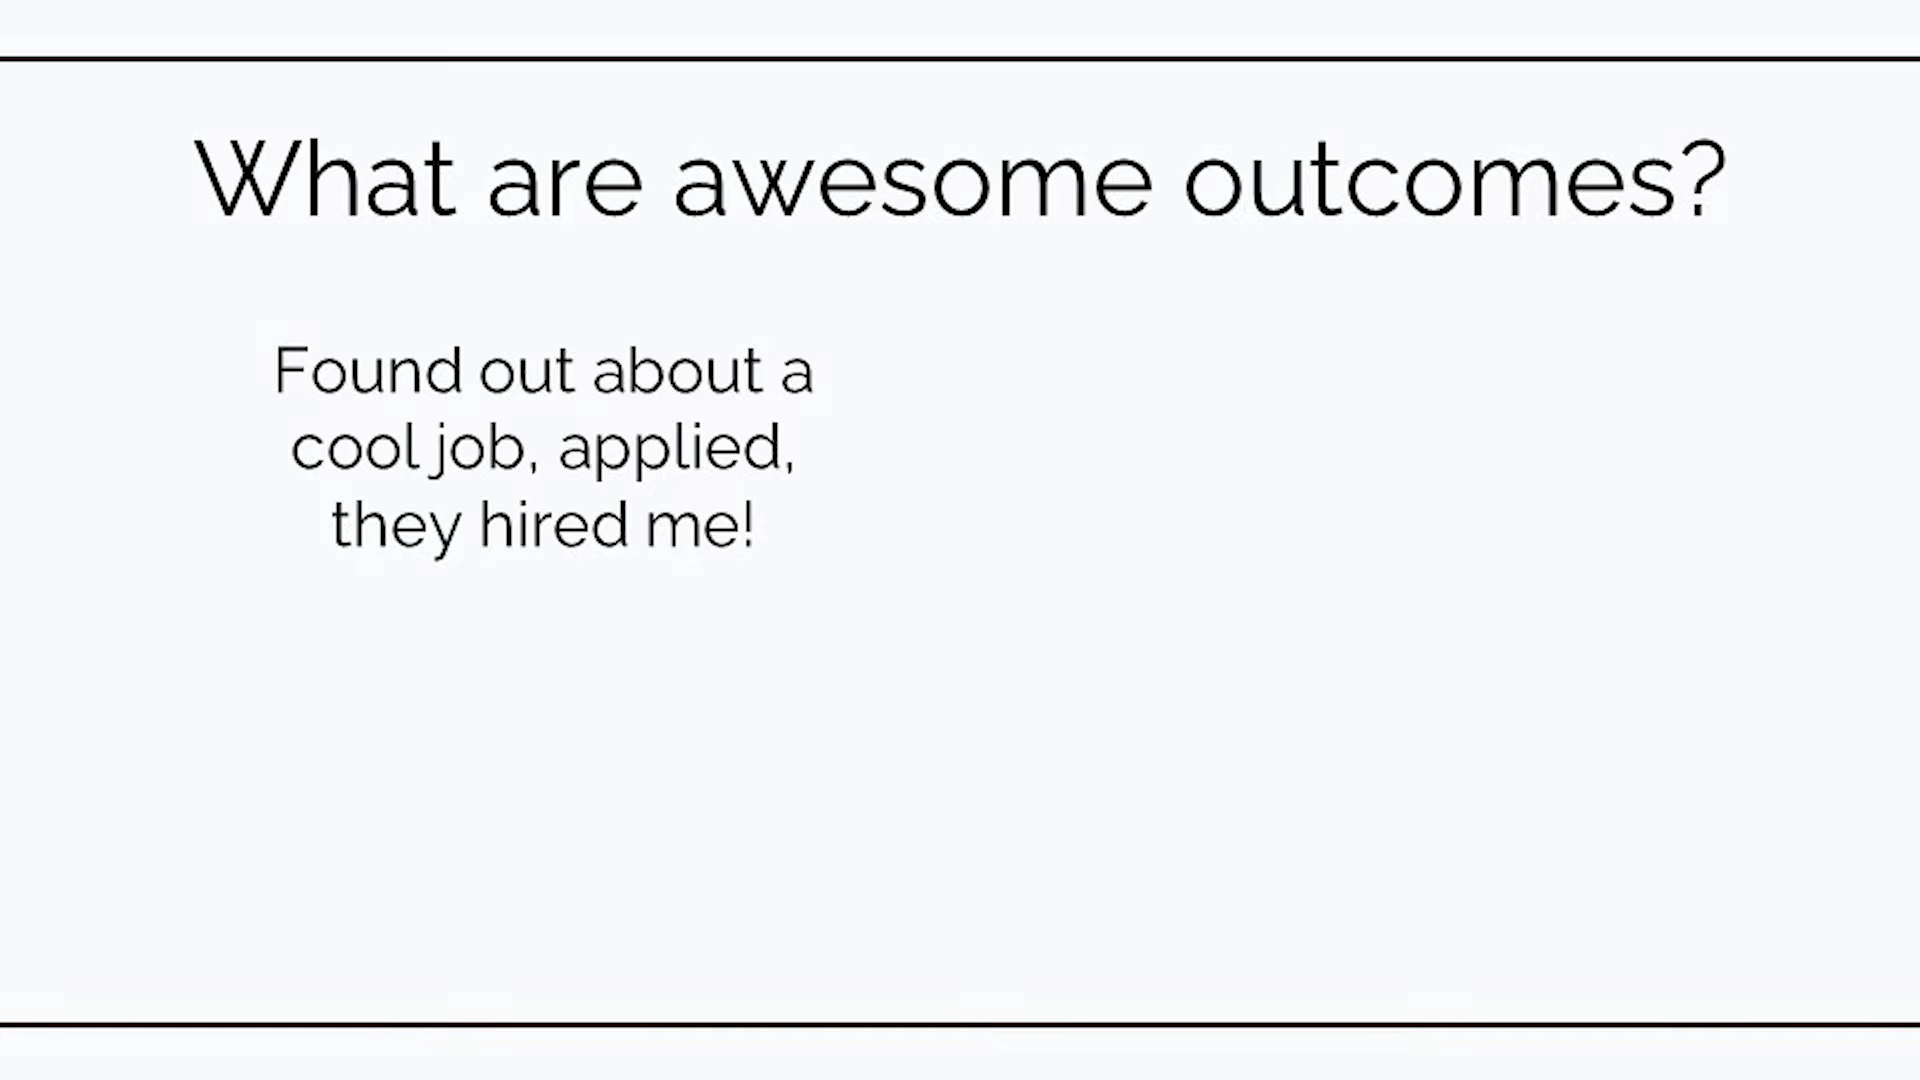 What are awesome outcomes?
Found out about a
cool job, applied,
they hired me!